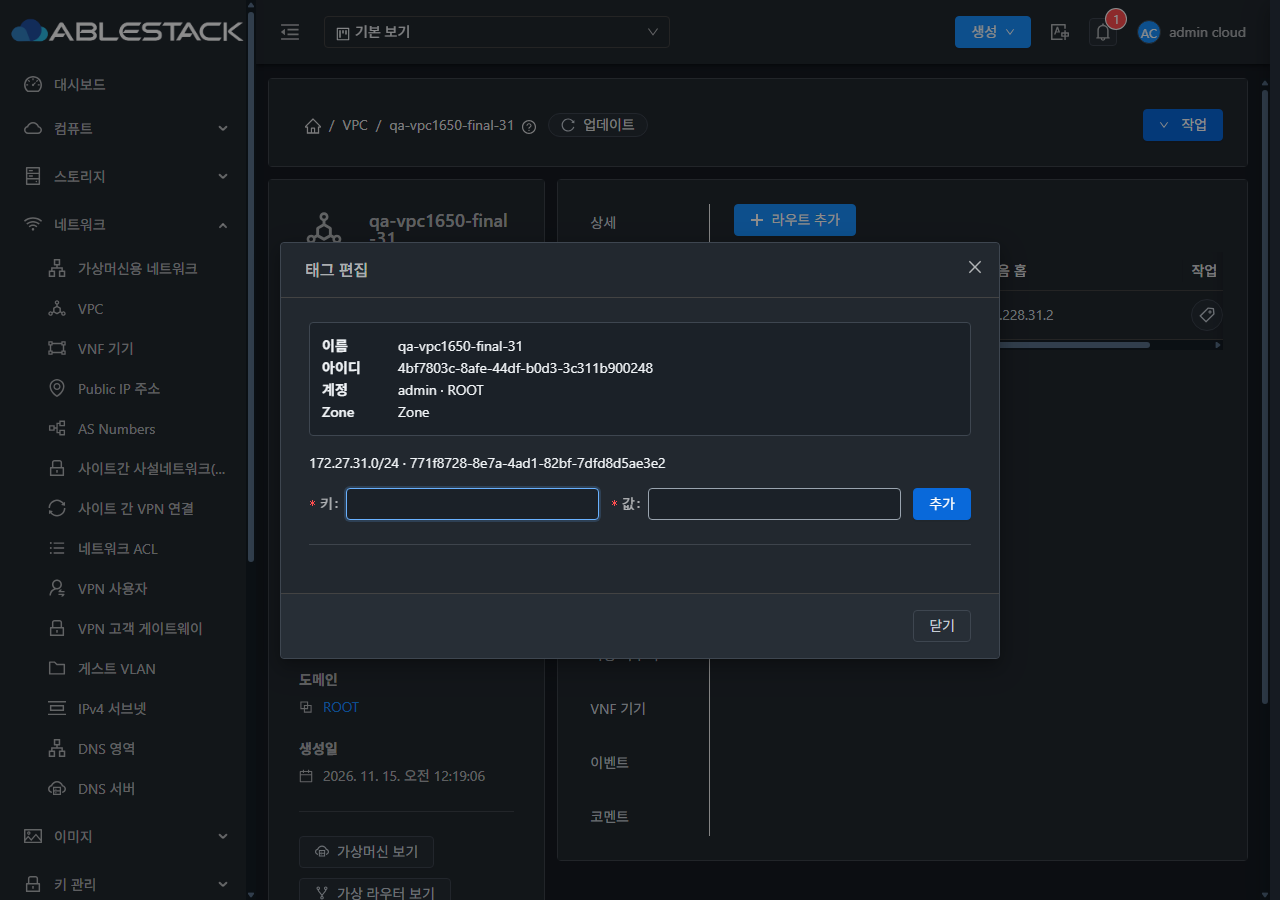 ABLESTACK
기본 보기
생성
1
AC
admin cloud
대시보드
컴퓨트
스토리지
네트워크
가상머신용 네트워크
VPC
VNF 기기
Public IP 주소
AS Numbers
사이트간 사설네트워크(...
사이트 간 VPN 연결
네트워크 ACL
VPN 사용자
VPN 고객 게이트웨이
게스트 VLAN
IPv4 서브넷
DNS 영역
DNS 서버
이미지
키 관리
/ VPC / qa-vpc1650-final-31
업데이트
작업
qa-vpc1650-final
-31
상세
라우트 추가
음 홉
작업
.228.31.2
태그 편집
이름 qa-vpc1650-final-31
아이디 4bf7803c-8afe-44df-b0d3-3c311b900248
계정 admin · ROOT
Zone Zone
172.27.31.0/24 · 771f8728-8e7a-4ad1-82bf-7dfd8d5ae3e2
* 키: * 값: 추가
닫기
도메인
ROOT
생성일
2026. 11. 15. 오전 12:19:06
가상머신 보기
가상 라우터 보기
VNF 기기
이벤트
코멘트